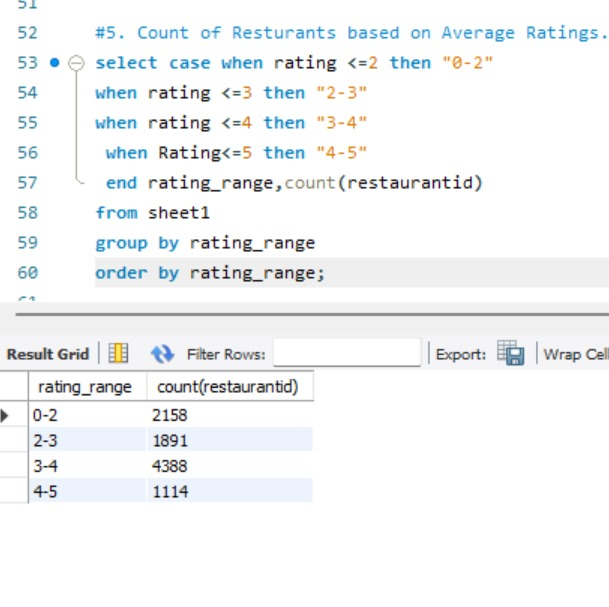 51
52 #5. Count of Resturants based on Average Ratings.
53 select case when rating <=2 then "0-2"
54 when rating <=3 then "2-3"
55 when rating <=4 then "3-4"
56 when Rating<=5 then "4-5"
57 end rating_range,count(restaurantid)
58 from sheet1
59 group by rating_range
60 order by rating_range;
61
Result Grid Filter Rows: Export: Wrap Cell
rating_range count(restaurantid)
0-2 2158
2-3 1891
3-4 4388
4-5 1114